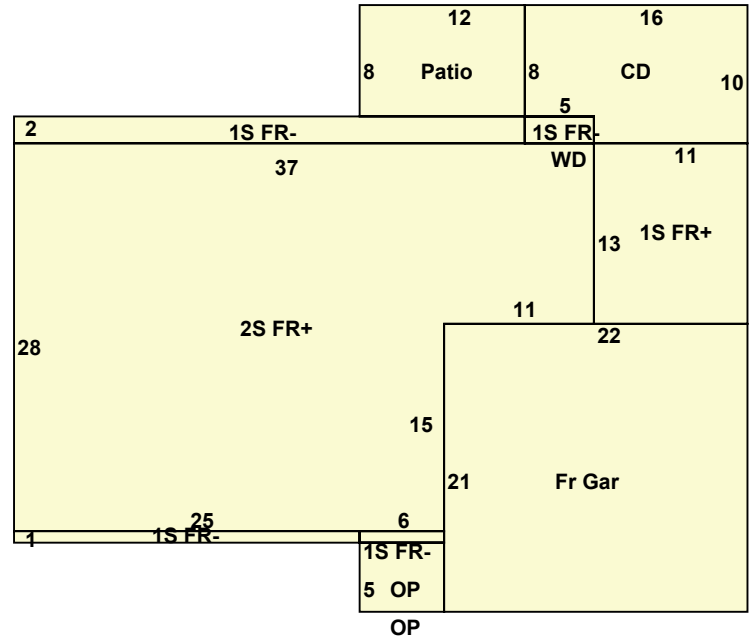 12
16
8
Patio
8
CD
10
5
2
1S FR-
1S FR-
37
WD
11
13
1S FR+
11
22
2S FR+
28
15
21
Fr Gar
25
6
1
1S FR-
1S FR-
5
OP
OP